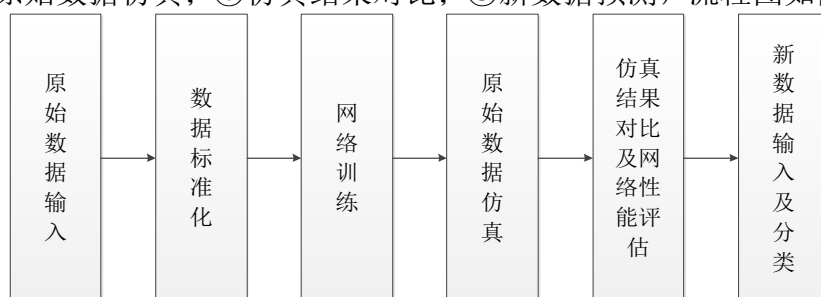 原始数据仿真，⑤仿真结果对比，⑥新数据预测，流程图如
原
始
数
据
输
入
数
据
标
准
化
网
络
训
练
原
始
数
据
仿
真
仿真
结果
对比
及网
络性
能评
估
新
数
据
输
入
及
分
类